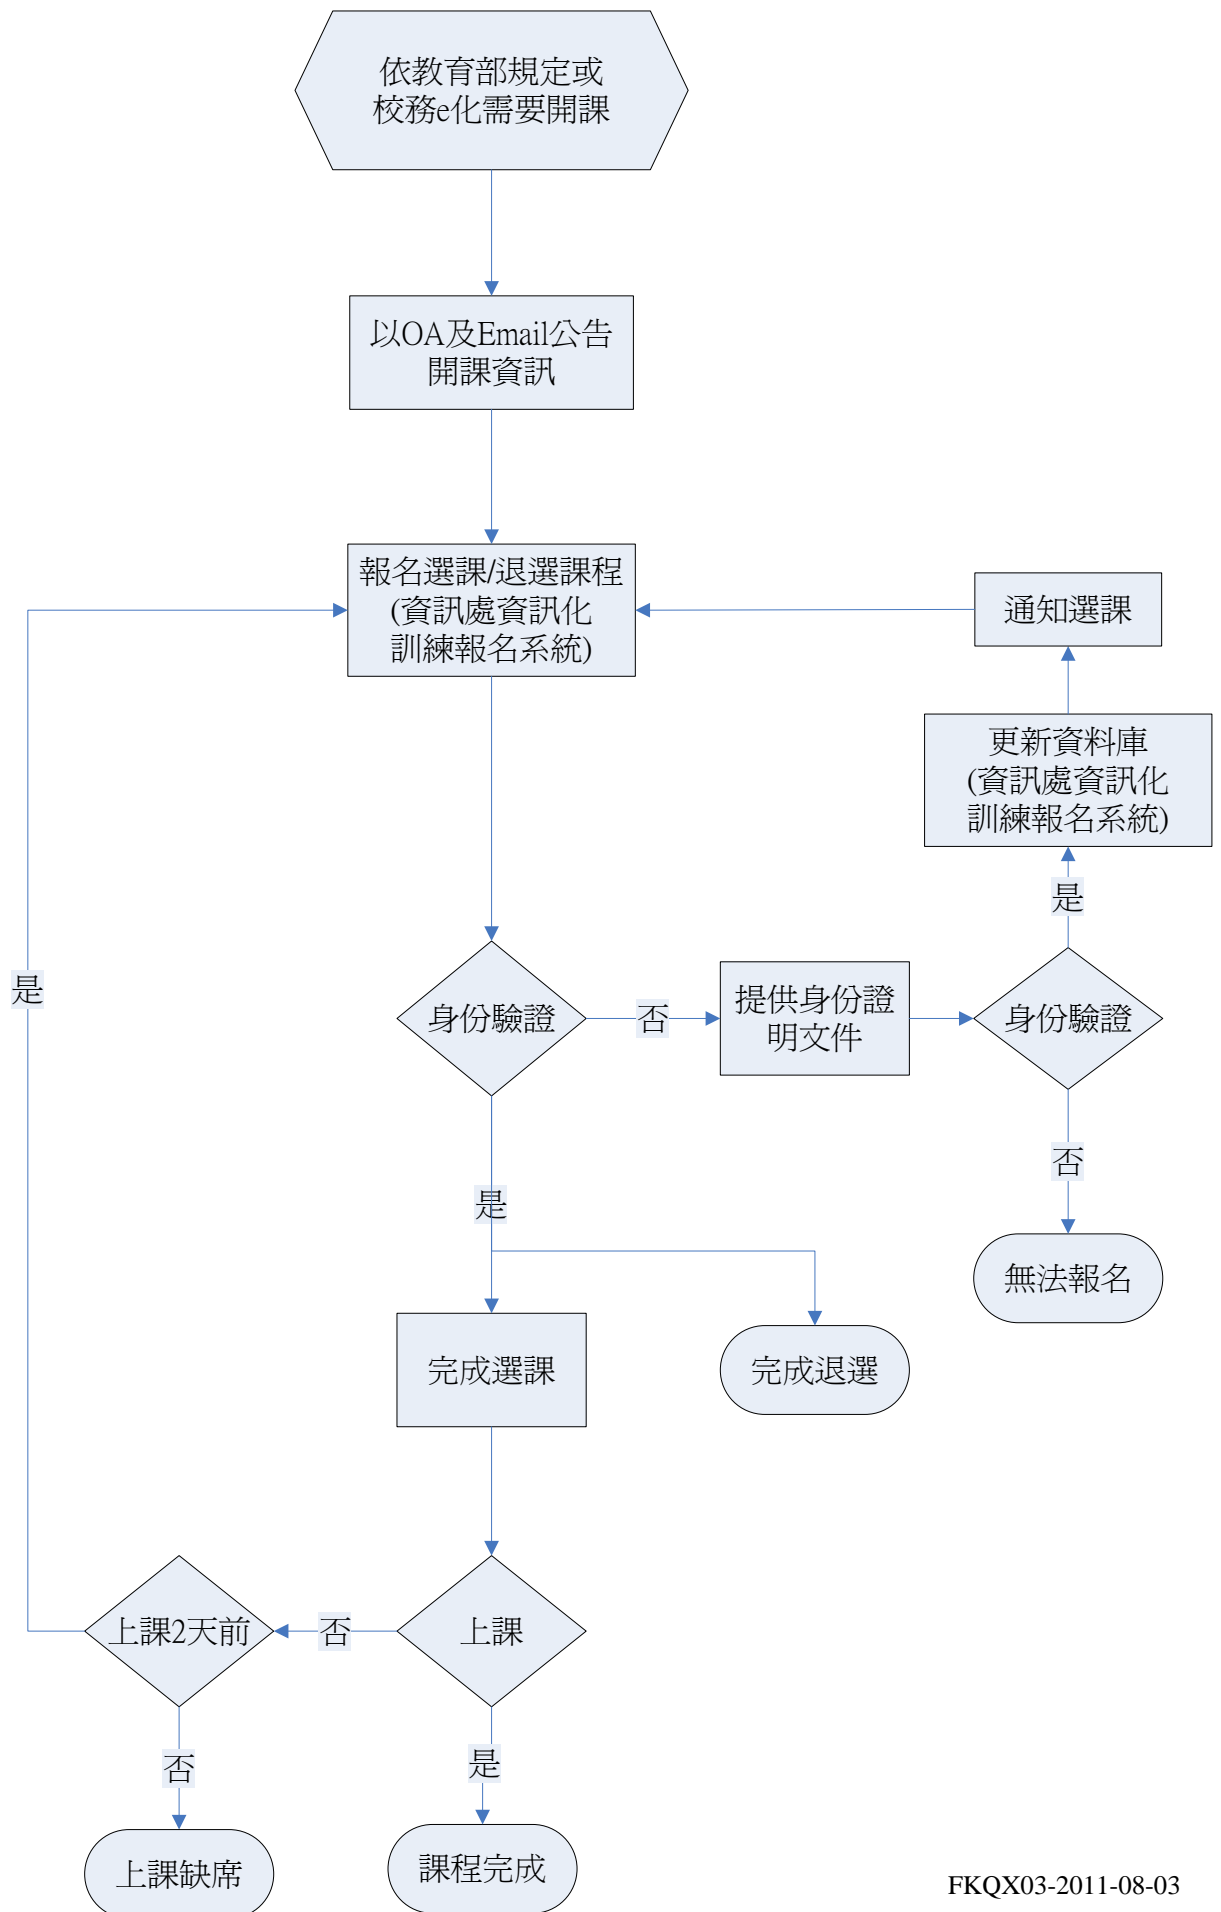 依教育部規定或
校務e化需要開課
以OA及Email公告
開課資訊
報名選課/退選課程
(資訊處資訊化
訓練報名系統)
通知選課
更新資料庫
(資訊處資訊化
訓練報名系統)
是
是
身份驗證
否
提供身份證
明文件
身份驗證
否
是
無法報名
完成選課
完成退選
上課2天前
否
上課
否
是
上課缺席
課程完成
FKQX03-2011-08-03